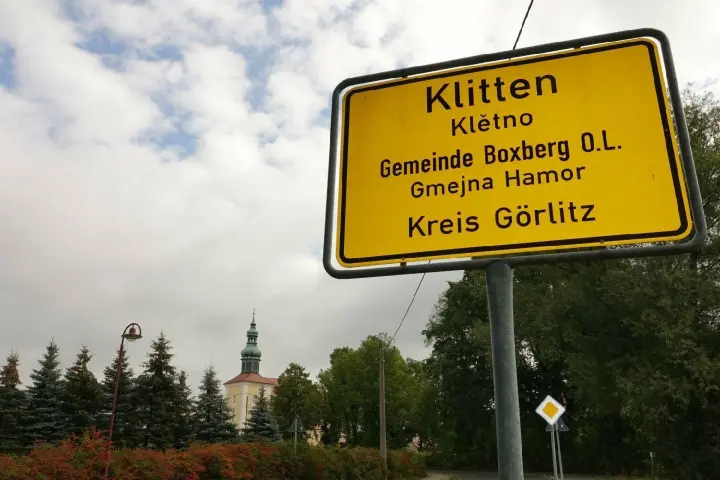 Klitten
Klětno
Gemeinde Boxberg O.L.
Gmejna Hamor
Kreis Görlitz